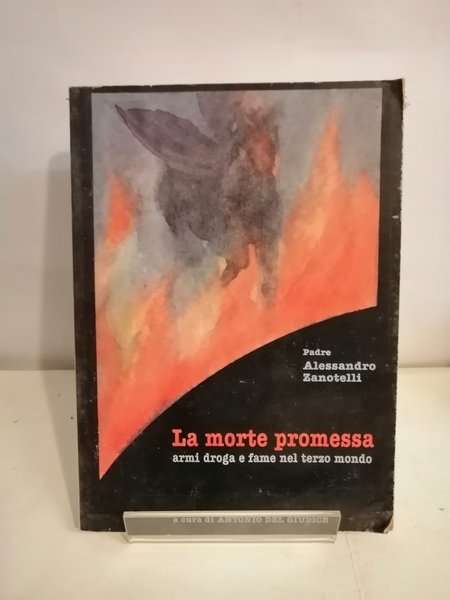 Padre
Alessandro
Zanotelli
La morte promessa
armi droga e fame nel terzo mondo
a cura di ANTONIO DEL GIUDICE